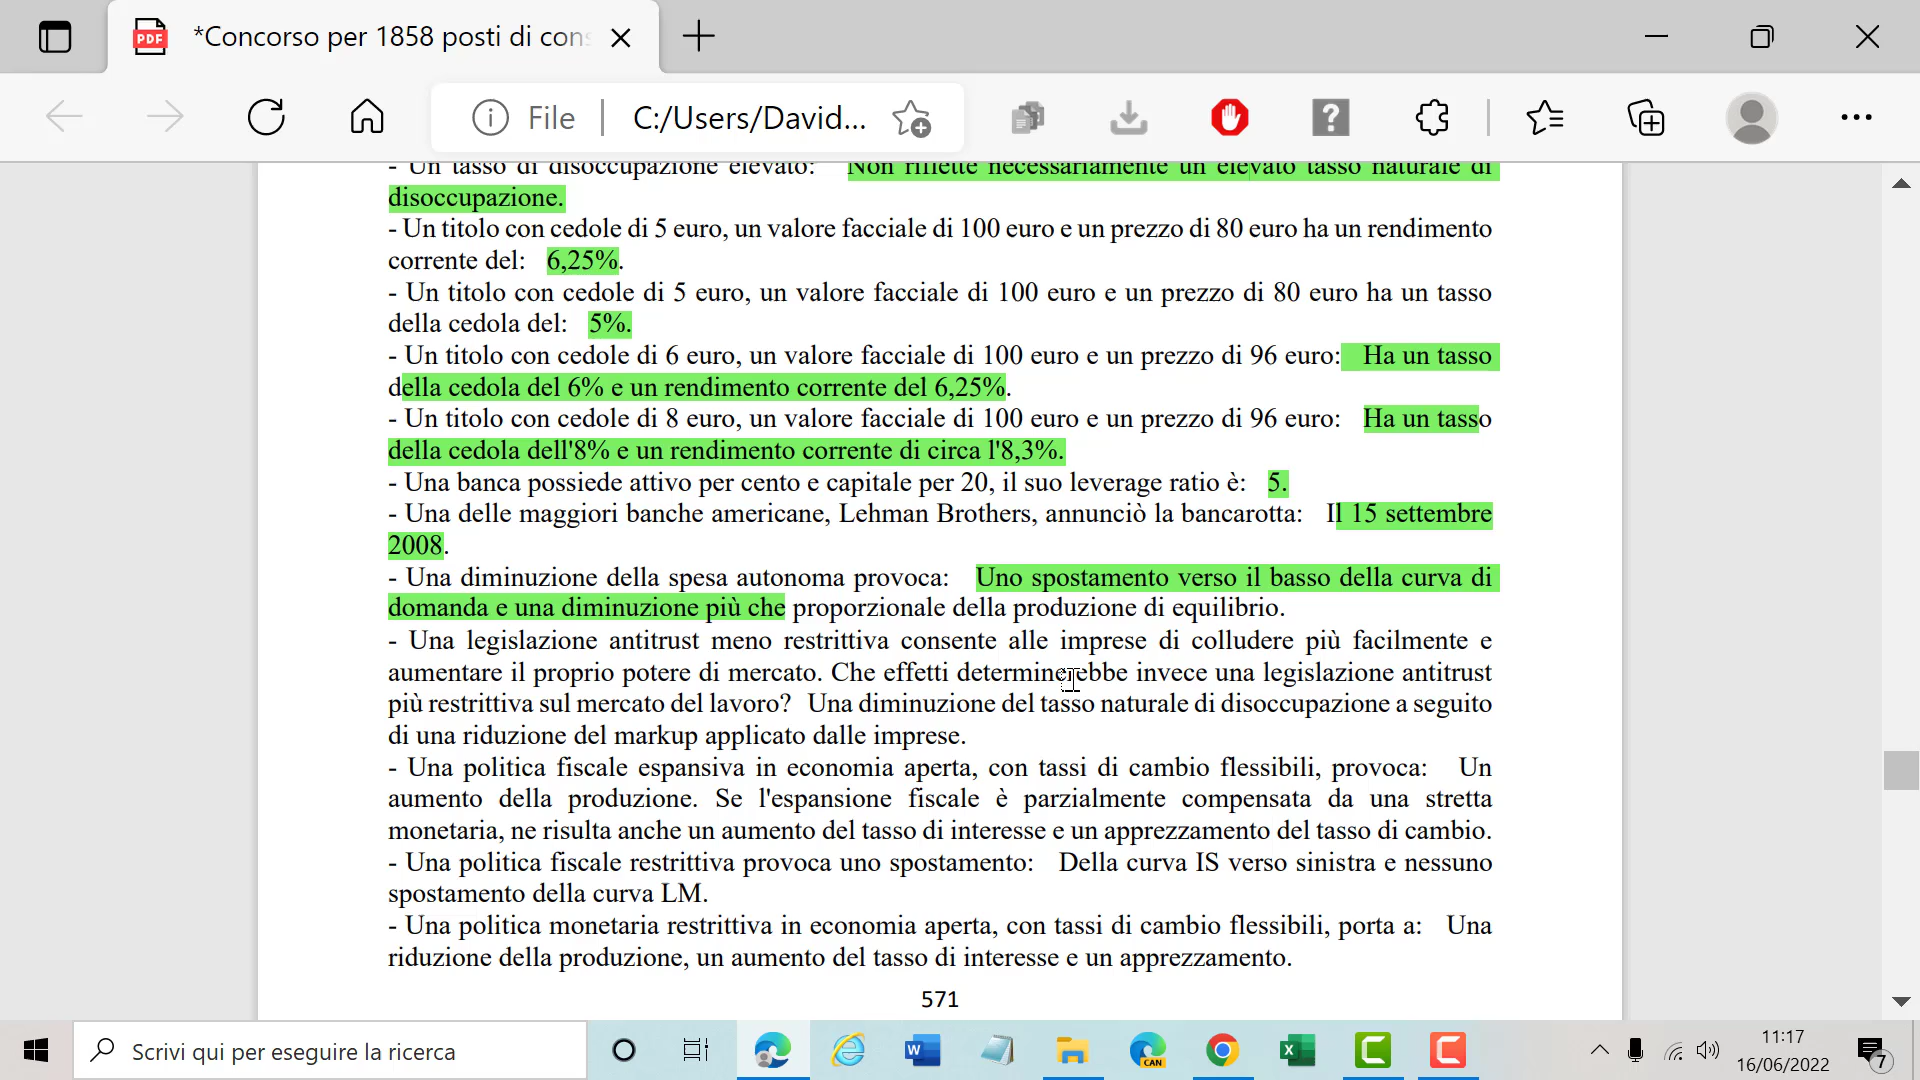 *Concorso per 1858 posti di con
File
C:/Users/David...
- Un tasso di disoccupazione elevato: Non riflette necessariamente un elevato tasso naturale di
disoccupazione.
- Un titolo con cedole di 5 euro, un valore facciale di 100 euro e un prezzo di 80 euro ha un rendimento
corrente del: 6,25%.
- Un titolo con cedole di 5 euro, un valore facciale di 100 euro e un prezzo di 80 euro ha un tasso
della cedola del: 5%.
- Un titolo con cedole di 6 euro, un valore facciale di 100 euro e un prezzo di 96 euro: Ha un tasso
della cedola del 6% e un rendimento corrente del 6,25%.
- Un titolo con cedole di 8 euro, un valore facciale di 100 euro e un prezzo di 96 euro: Ha un tasso
della cedola dell'8% e un rendimento corrente di circa l'8,3%.
- Una banca possiede attivo per cento e capitale per 20, il suo leverage ratio è: 5.
- Una delle maggiori banche americane, Lehman Brothers, annunciò la bancarotta: Il 15 settembre
2008.
- Una diminuzione della spesa autonoma provoca: Uno spostamento verso il basso della curva di
domanda e una diminuzione più che proporzionale della produzione di equilibrio.
- Una legislazione antitrust meno restrittiva consente alle imprese di colludere più facilmente e
aumentare il proprio potere di mercato. Che effetti determinerebbe invece una legislazione antitrust
più restrittiva sul mercato del lavoro? Una diminuzione del tasso naturale di disoccupazione a seguito
di una riduzione del markup applicato dalle imprese.
- Una politica fiscale espansiva in economia aperta, con tassi di cambio flessibili, provoca: Un
aumento della produzione. Se l'espansione fiscale è parzialmente compensata da una stretta
monetaria, ne risulta anche un aumento del tasso di interesse e un apprezzamento del tasso di cambio.
- Una politica fiscale restrittiva provoca uno spostamento: Della curva IS verso sinistra e nessuno
spostamento della curva LM.
- Una politica monetaria restrittiva in economia aperta, con tassi di cambio flessibili, porta a: Una
riduzione della produzione, un aumento del tasso di interesse e un apprezzamento.
571
Scrivi qui per eseguire la ricerca
CAN
11:17
16/06/2022
7